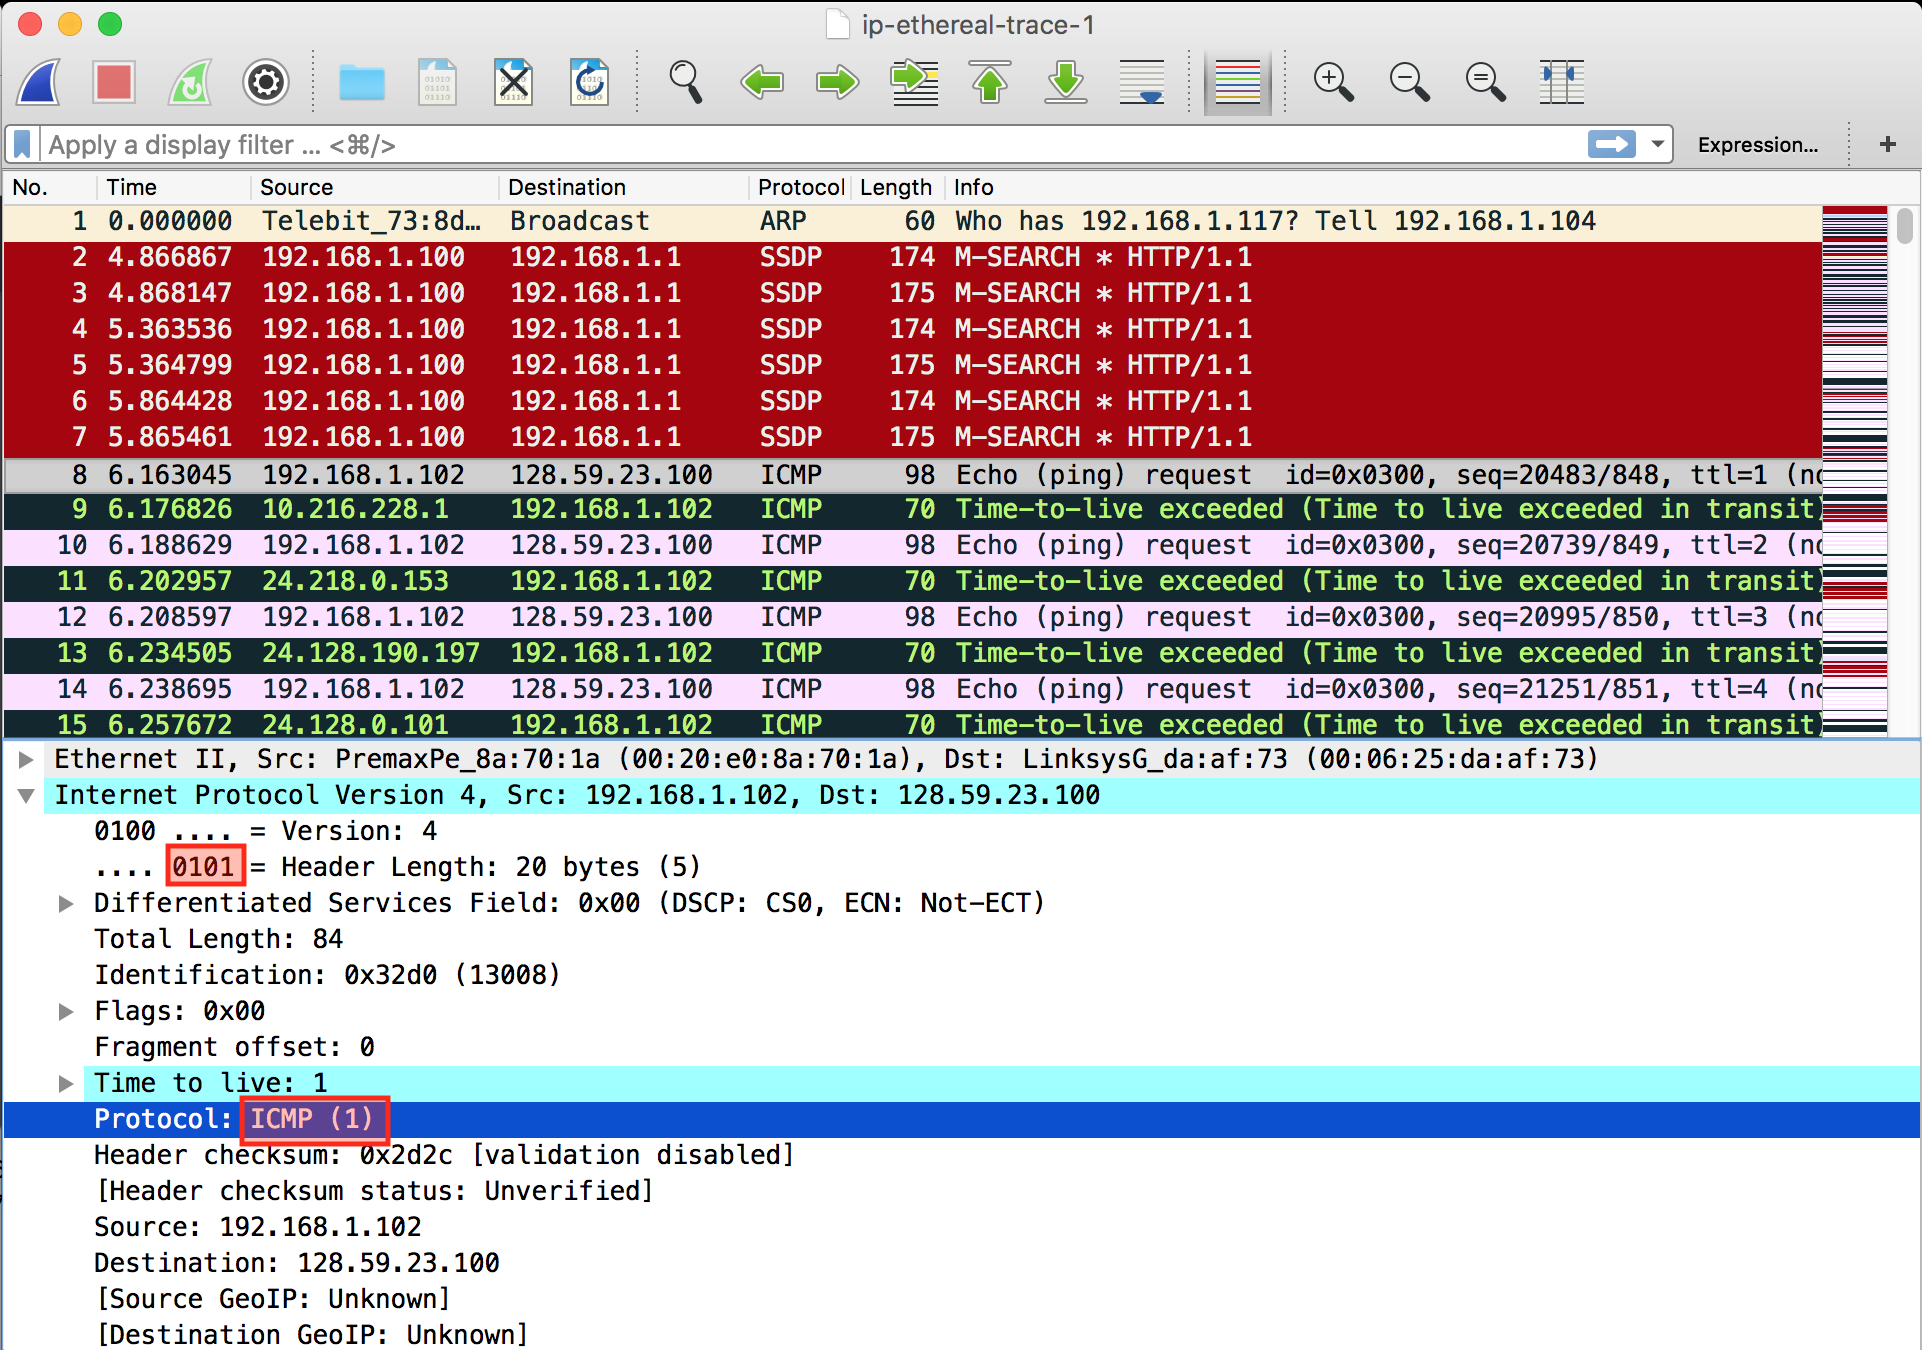 ip-ethereal-trace-1
Apply a display filter ... <⌘/>
Expression...
+
No. Time Source Destination Protocol Length Info
1 0.000000 Telebit_73:8d… Broadcast ARP 60 Who has 192.168.1.117? Tell 192.168.1.104
2 4.866867 192.168.1.100 192.168.1.1 SSDP 174 M-SEARCH * HTTP/1.1
3 4.868147 192.168.1.100 192.168.1.1 SSDP 175 M-SEARCH * HTTP/1.1
4 5.363536 192.168.1.100 192.168.1.1 SSDP 174 M-SEARCH * HTTP/1.1
5 5.364799 192.168.1.100 192.168.1.1 SSDP 175 M-SEARCH * HTTP/1.1
6 5.864428 192.168.1.100 192.168.1.1 SSDP 174 M-SEARCH * HTTP/1.1
7 5.865461 192.168.1.100 192.168.1.1 SSDP 175 M-SEARCH * HTTP/1.1
8 6.163045 192.168.1.102 128.59.23.100 ICMP 98 Echo (ping) request id=0x0300, seq=20483/848, ttl=1 (no
9 6.176826 10.216.228.1 192.168.1.102 ICMP 70 Time-to-live exceeded (Time to live exceeded in transit)
10 6.188629 192.168.1.102 128.59.23.100 ICMP 98 Echo (ping) request id=0x0300, seq=20739/849, ttl=2 (no
11 6.202957 24.218.0.153 192.168.1.102 ICMP 70 Time-to-live exceeded (Time to live exceeded in transit)
12 6.208597 192.168.1.102 128.59.23.100 ICMP 98 Echo (ping) request id=0x0300, seq=20995/850, ttl=3 (no
13 6.234505 24.128.190.197 192.168.1.102 ICMP 70 Time-to-live exceeded (Time to live exceeded in transit)
14 6.238695 192.168.1.102 128.59.23.100 ICMP 98 Echo (ping) request id=0x0300, seq=21251/851, ttl=4 (no
15 6.257672 24.128.0.101 192.168.1.102 ICMP 70 Time-to-live exceeded (Time to live exceeded in transit)
Ethernet II, Src: PremaxPe_8a:70:1a (00:20:e0:8a:70:1a), Dst: LinksysG_da:af:73 (00:06:25:da:af:73)
Internet Protocol Version 4, Src: 192.168.1.102, Dst: 128.59.23.100
0100 .... = Version: 4
.... 0101 = Header Length: 20 bytes (5)
Differentiated Services Field: 0x00 (DSCP: CS0, ECN: Not-ECT)
Total Length: 84
Identification: 0x32d0 (13008)
Flags: 0x00
Fragment offset: 0
Time to live: 1
Protocol: ICMP (1)
Header checksum: 0x2d2c [validation disabled]
[Header checksum status: Unverified]
Source: 192.168.1.102
Destination: 128.59.23.100
[Source GeoIP: Unknown]
[Destination GeoIP: Unknown]